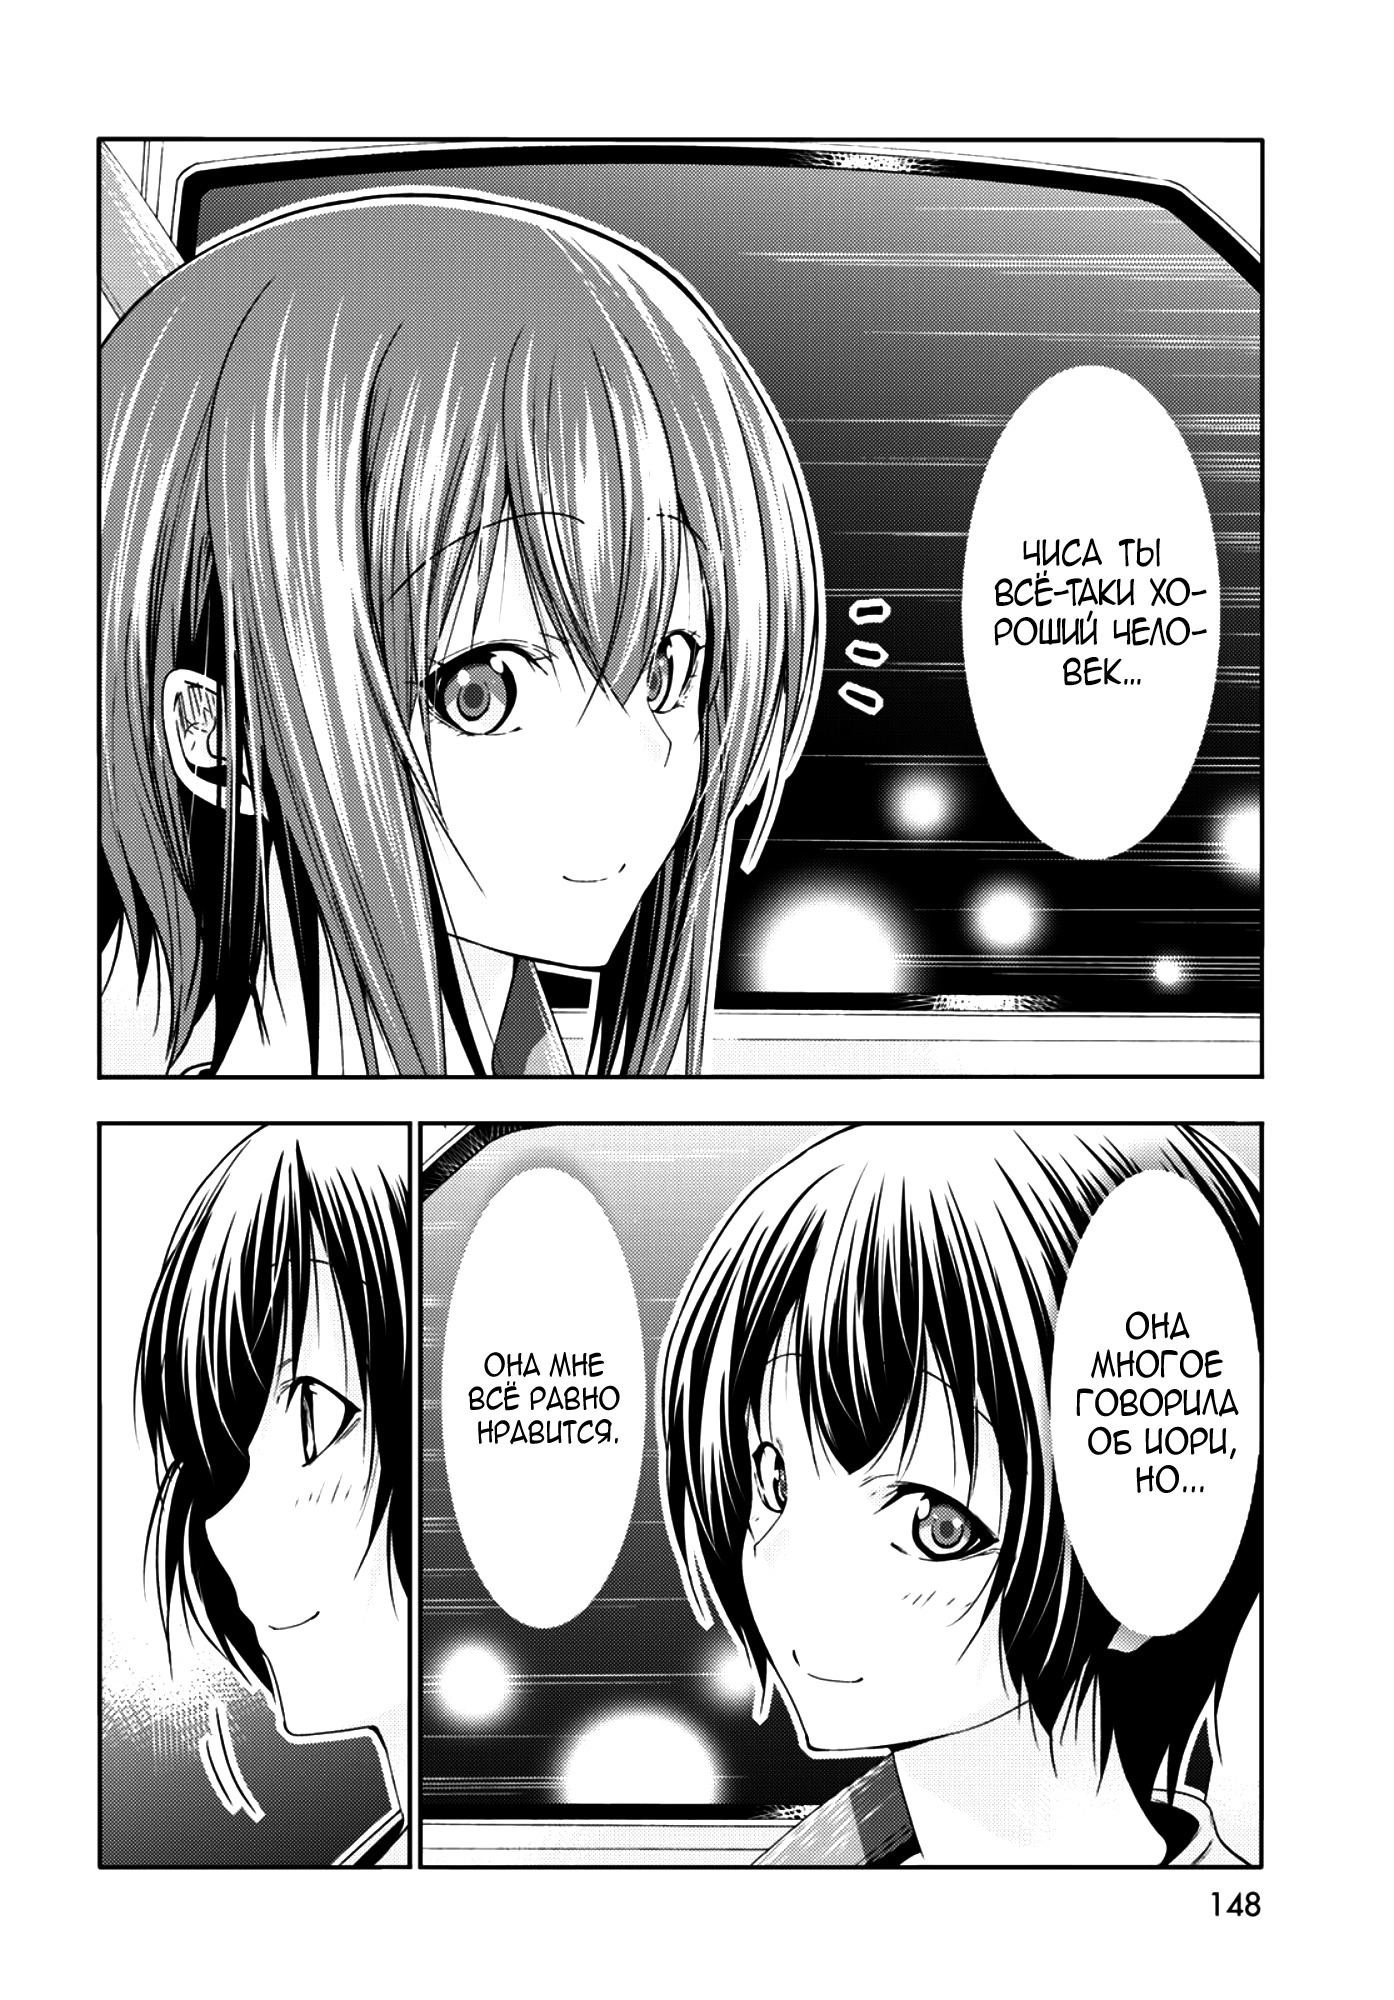 ЧИСА ТЫ
ВСЁ-ТАКИ ХО-
РОШИЙ ЧЕЛО-
ВЕК...
ОНА
МНОГОЕ
ГОВОРИЛА
ОБ ИОРИ,
НО...
ОНА МНЕ
ВСЁ РАВНО
НРАВИТСЯ.
148